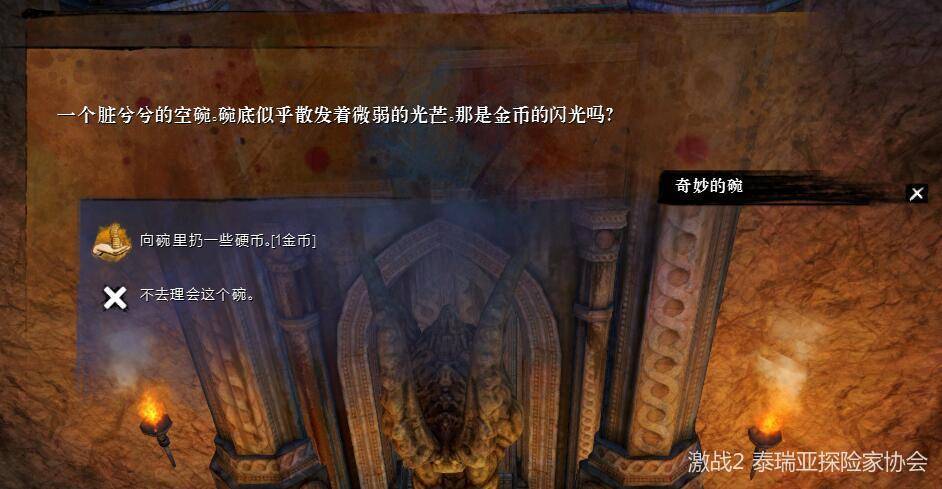 一个脏兮兮的空碗。碗底似乎散发着微弱的光芒。那是金币的闪光吗？
奇妙的碗
向碗里扔一些硬币。[1金币]
不去理会这个碗。
激战2 泰瑞亚探险家协会